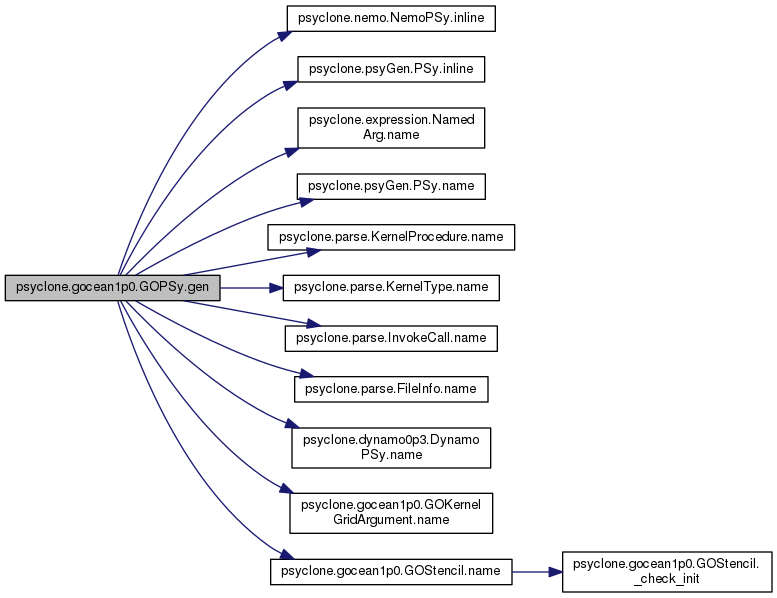 psyclone.nemo.NemoPSy.inline
psyclone.psyGen.PSy.inline
psyclone.expression.Named
Arg.name
psyclone.psyGen.PSy.name
psyclone.parse.KernelProcedure.name
psyclone.gocean1p0.GOPSy.gen
psyclone.parse.KernelType.name
psyclone.parse.InvokeCall.name
psyclone.parse.FileInfo.name
psyclone.dynamo0p3.Dynamo
PSy.name
psyclone.gocean1p0.GOKernel
GridArgument.name
psyclone.gocean1p0.GOStencil.name
psyclone.gocean1p0.GOStencil.
_check_init